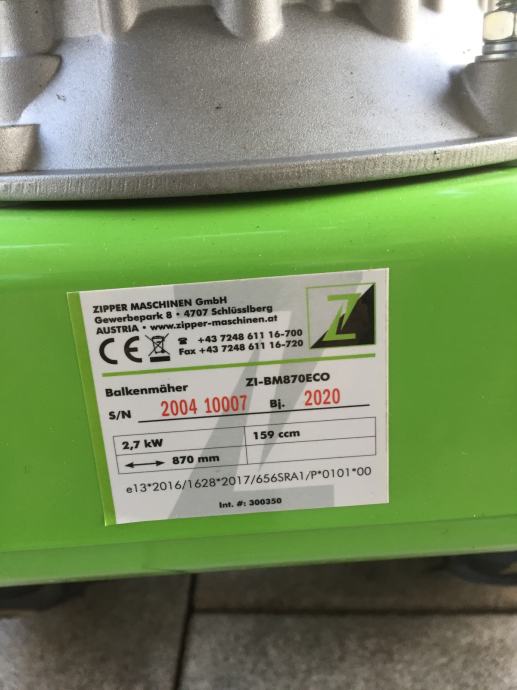 ZIPPER MASCHINEN GmbH
Gewerbepark 8 • 4707 Schlüsslberg
AUSTRIA • www.zipper-maschinen.at
CE ☎ +43 7248 611 16-700
Fax +43 7248 611 16-720
Z
Balkenmäher ZI-BM870ECO
S/N 2004 10007 Bj. 2020
2,7 kW 159 ccm
870 mm
e13*2016/1628*2017/656SRA1/P*0101*00
Int. #: 300350